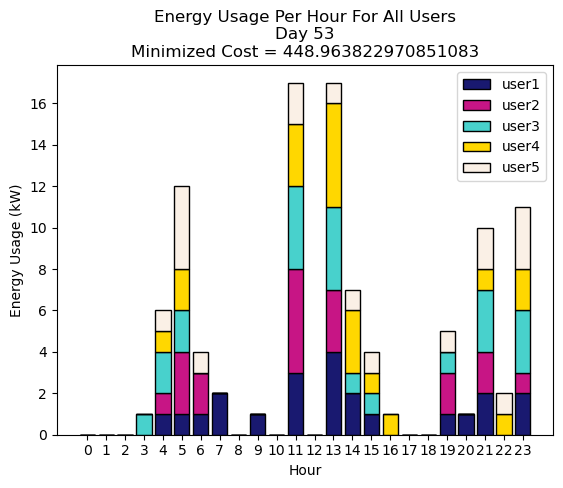 Energy Usage Per Hour For All Users
Day 53
Minimized Cost = 448.963822970851083
user1
user2
user3
user4
user5
16
14
12
10
8
6
4
2
0
Energy Usage (kW)
0 1 2 3 4 5 6 7 8 9 10 11 12 13 14 15 16 17 18 19 20 21 22 23
Hour